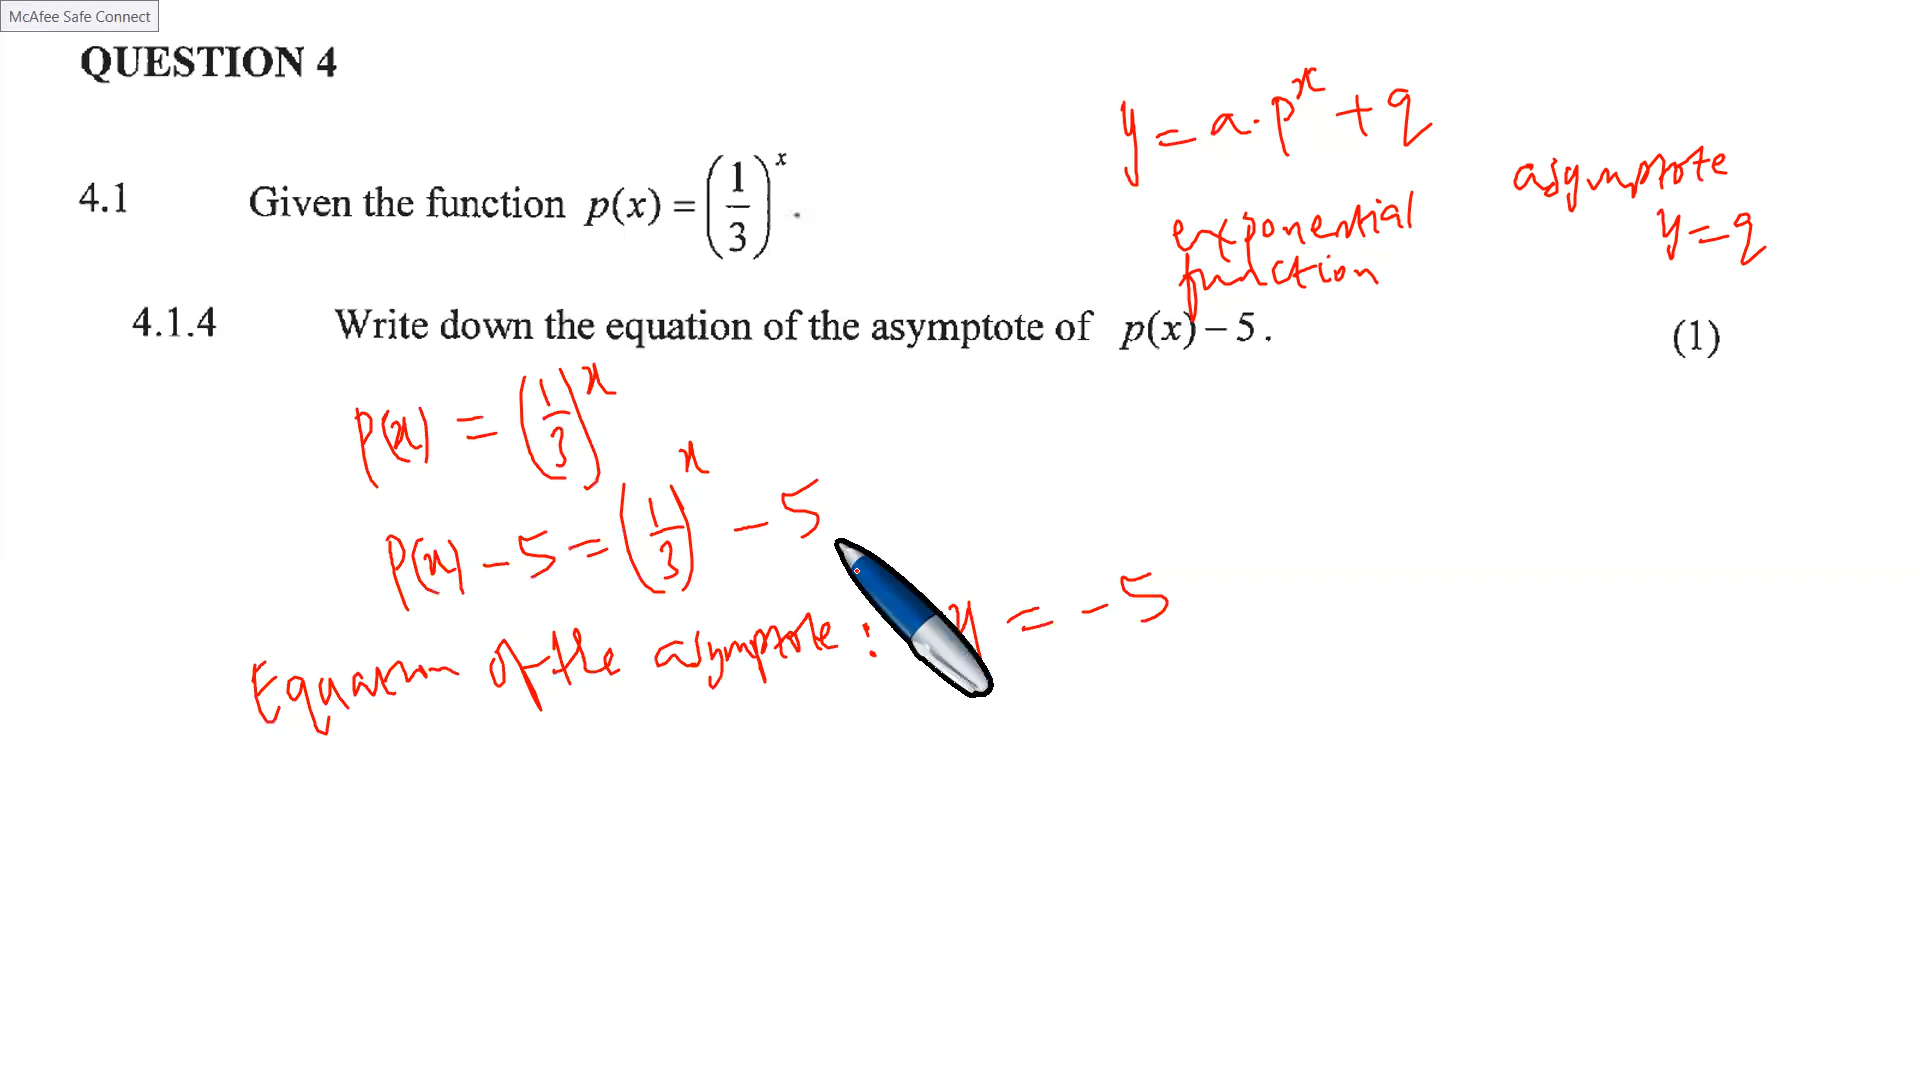 McAfee Safe Connect
QUESTION 4
y = a · p^x + q
4.1 Given the function p(x) = (1/3)^x .
asymptote
y = q
exponential
function
4.1.4 Write down the equation of the asymptote of p(x) – 5 . (1)
P(x) = (1/3)^x
P(x) - 5 = (1/3)^x - 5
Equation of the asymptote : y = -5